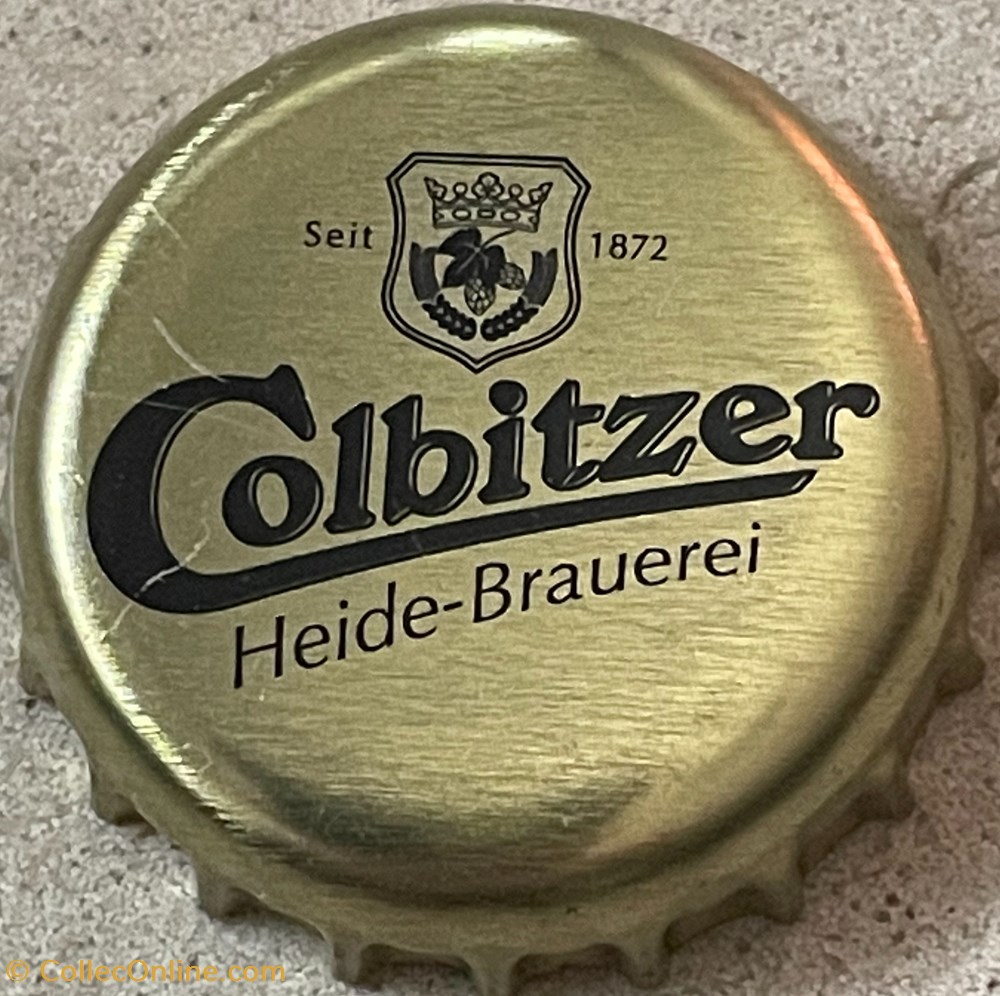 Seit 1872
Colbitzer
Heide-Brauerei
© CollecOnline.com